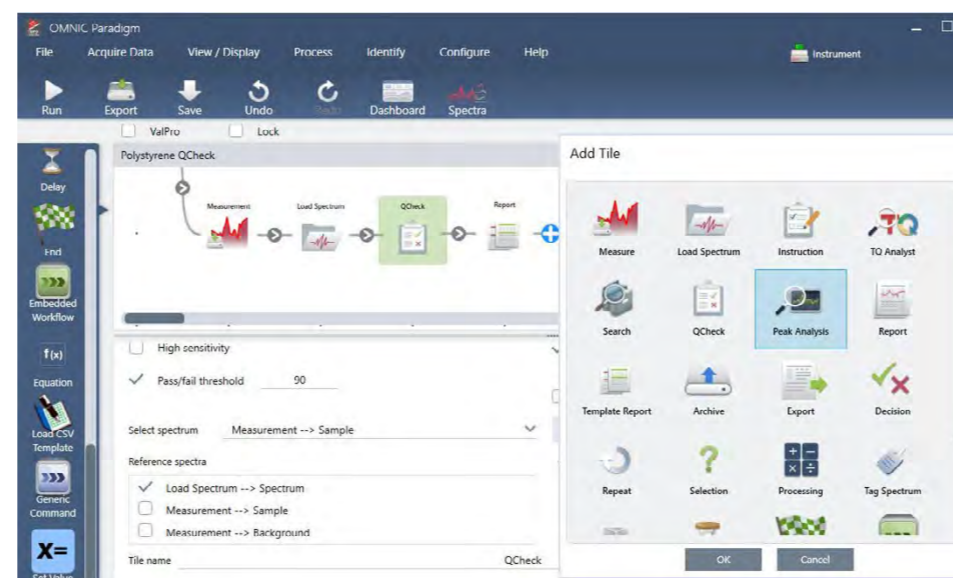 OMNIC Paradigm
File Acquire Data View / Display Process Identify Configure Help Instrument
Run Export Save Undo Redo Dashboard Spectra
ValPro Lock
Polystyrene QCheck
Delay
End
Embedded
Workflow
f(x)
Equation
Load CSV
Template
Generic
Command
X=
Set Value
Measurement Load Spectrum QCheck Report
High sensitivity
Pass/fail threshold 90
Select spectrum Measurement --> Sample
Reference spectra
Load Spectrum --> Spectrum
Measurement --> Sample
Measurement --> Background
Tile name QCheck
Add Tile
Measure Load Spectrum Instruction TQ Analyst
Search QCheck Peak Analysis Report
Template Report Archive Export Decision
Repeat Selection Processing Tag Spectrum
OK Cancel